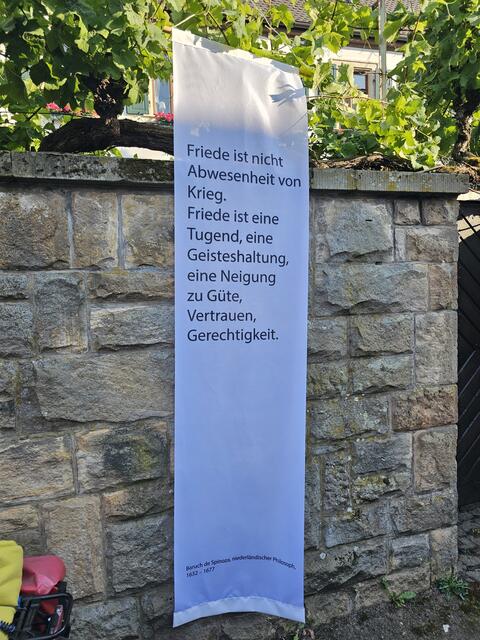 Friede ist nicht
Abwesenheit von
Krieg.
Friede ist eine
Tugend, eine
Geisteshaltung,
eine Neigung
zu Güte,
Vertrauen,
Gerechtigkeit.
Baruch de Spinoza, niederländischer Philosoph,
1632 – 1677